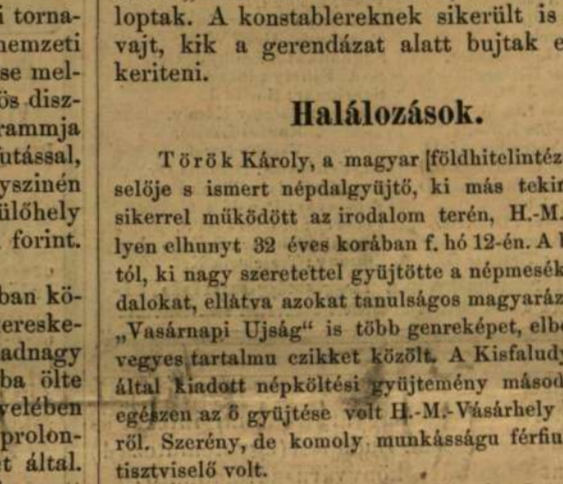 i torna-
nemzeti
se mel-
ös disz-
rammja
utással,
yszinén
ülőhely
forint.
ban kö-
ereske-
adnagy
ba ölte
velében
prolon-
t által.
loptak. A konstablereknek sikerült is
vajt, kik a gerendázat alatt bujtak e
keriteni.
Halálozások.
Török Károly, a magyar [földhitelintéz
selője s ismert népdalgyüjtő, ki más tekin
sikerrel müködött az irodalom terén, H.-M.
lyen elhunyt 32 éves korában f. hó 12-én. A b
tól, ki nagy szeretettel gyüjtötte a népmesék
dalokat, ellátva azokat tanulságos magyaráz
„Vasárnapi Ujság“ is több genreképet, elbe
vegyes tartalmu czikket közölt. A Kisfaludy
által kiadott népköltési gyüjtemény másod
egészen az ő gyüjtése volt H.-M.-Vásárhely
ről. Szerény, de komoly munkásságu férfiu
tisztviselő volt.